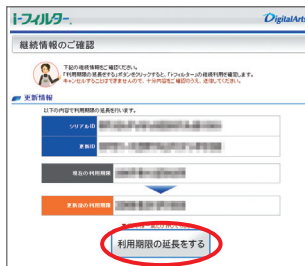 i-フィルター.
DigitalArts
継続情報のご確認
下記の継続情報をご確認ください。
「利用期限の延長をする」ボタンをクリックすると、「i-フィルター」の継続利用を確定します。
キャンセルすることはできませんので、十分内容をご確認のうえ、送信してください。
更新情報
以下の内容で利用期限の延長を行います。
シリアルID
更新ID
現在の利用期限
更新後の利用期限
利用期限の延長をする